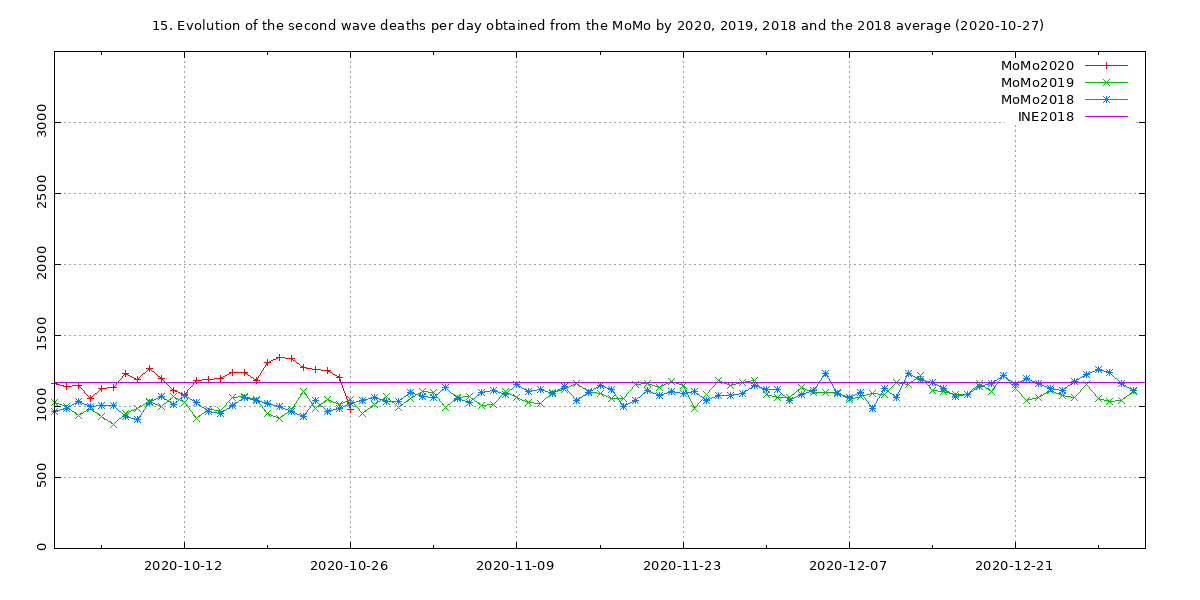 15. Evolution of the second wave deaths per day obtained from the MoMo by 2020, 2019, 2018 and the 2018 average (2020-10-27)
MoMo2020
MoMo2019
MoMo2018
INE2018
3000
2500
2000
1500
1000
500
0
2020-10-12 2020-10-26 2020-11-09 2020-11-23 2020-12-07 2020-12-21